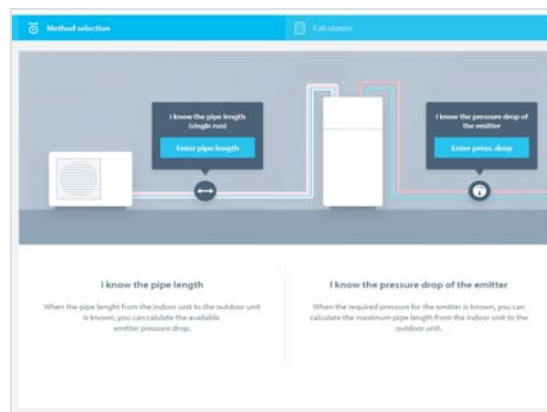 Method selection
Calculation
I know the pipe length
(single run)
Enter pipe length
I know the pressure drop of
the emitter
Enter press. drop
I know the pipe length
When the pipe lenght from the indoor unit to the outdoor unit
is known, you can calulate the available
emitter pressure drop.
I know the pressure drop of the emitter
When the required pressure for the emitter is known, you can
calculate the maximum pipe length from the indoor unit to the
outdoor unit.